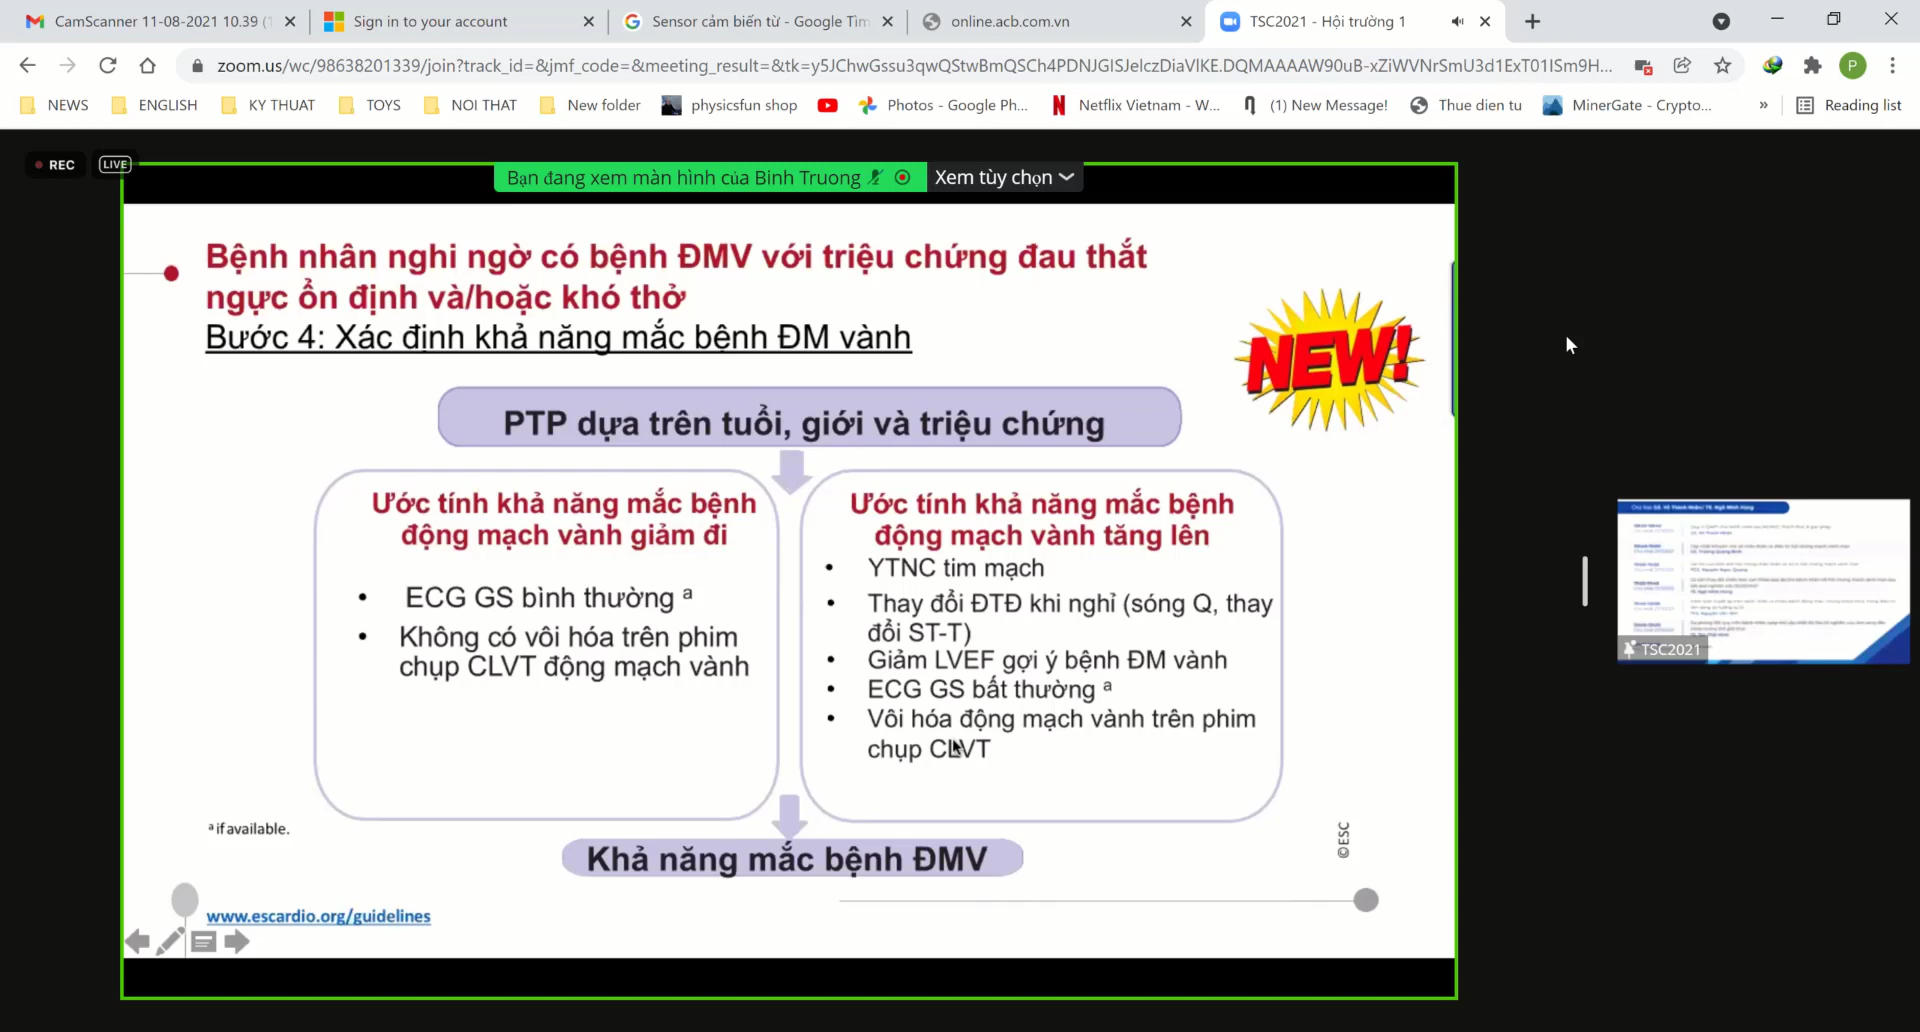 CamScanner 11-08-2021 10.39 (1
Sign in to your account
Sensor cảm biến từ - Google Tìm
online.acb.com.vn
TSC2021 - Hội trường 1
zoom.us/wc/98638201339/join?track_id=&jmf_code=&meeting_result=&tk=y5JChwGssu3qwQStwBmQSCh4PDNJGISJelczDiaVlKE.DQMAAAAW90uB-xZiWVNrSmU3d1ExT01ISm9H...
P
NEWS
ENGLISH
KY THUAT
TOYS
NOI THAT
New folder
physicsfun shop
Photos - Google Ph...
Netflix Vietnam - W...
(1) New Message!
Thue dien tu
MinerGate - Crypto...
»
Reading list
REC
LIVE
Bạn đang xem màn hình của Binh Truong
Xem tùy chọn
Bệnh nhân nghi ngờ có bệnh ĐMV với triệu chứng đau thắt
ngực ổn định và/hoặc khó thở
Bước 4: Xác định khả năng mắc bệnh ĐM vành
NEW!
PTP dựa trên tuổi, giới và triệu chứng
Ước tính khả năng mắc bệnh
động mạch vành giảm đi
• ECG GS bình thường ª
• Không có vôi hóa trên phim
chụp CLVT động mạch vành
Ước tính khả năng mắc bệnh
động mạch vành tăng lên
• YTNC tim mạch
• Thay đổi ĐTĐ khi nghỉ (sóng Q, thay
đổi ST-T)
• Giảm LVEF gợi ý bệnh ĐM vành
• ECG GS bất thường ª
• Vôi hóa động mạch vành trên phim
chụp CLVT
ª if available.
Khả năng mắc bệnh ĐMV
©ESC
www.escardio.org/guidelines
TSC2021